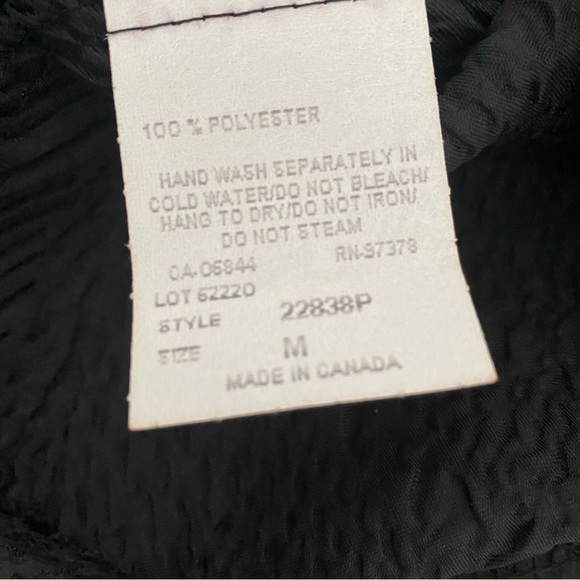 100 % POLYESTER
HAND WASH SEPARATELY IN
COLD WATER/DO NOT BLEACH/
HANG TO DRY/DO NOT IRON/
DO NOT STEAM
CA-06844 RN-97378
LOT 62220
STYLE 22838P
SIZE M
MADE IN CANADA